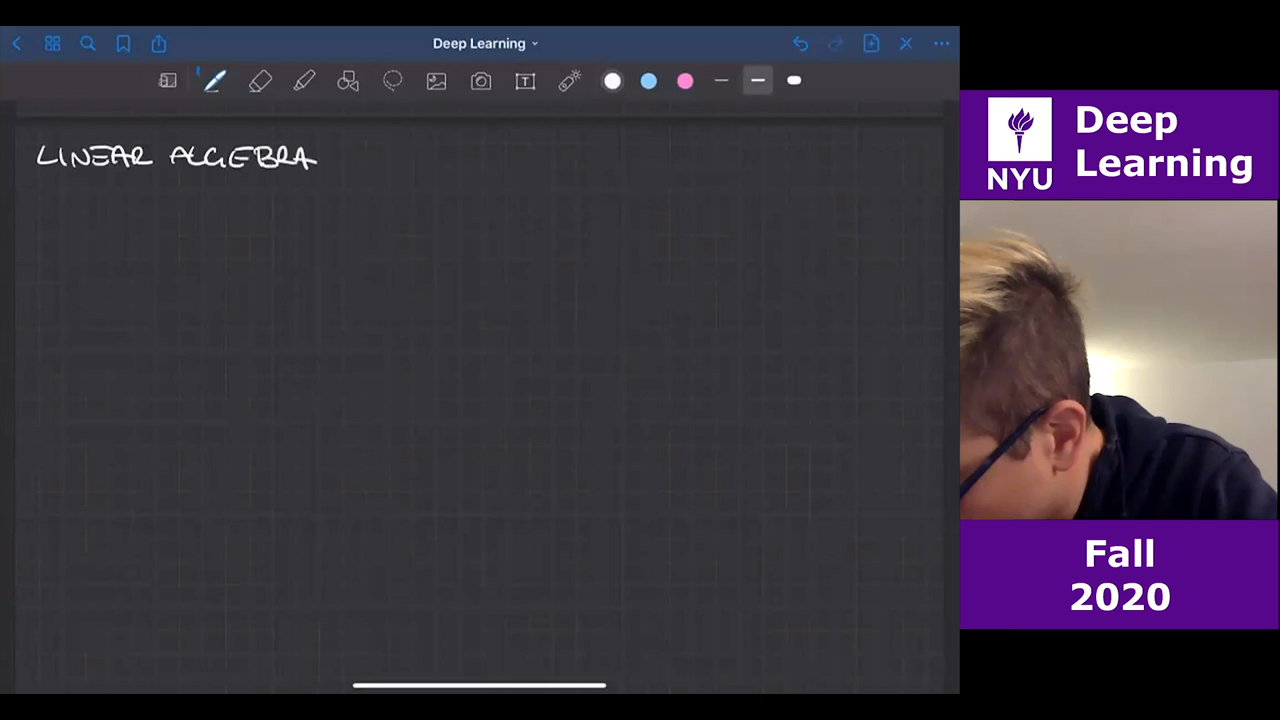 Deep Learning
T
LINEAR ALGEBRA
NYU
Deep
Learning
Fall
2020